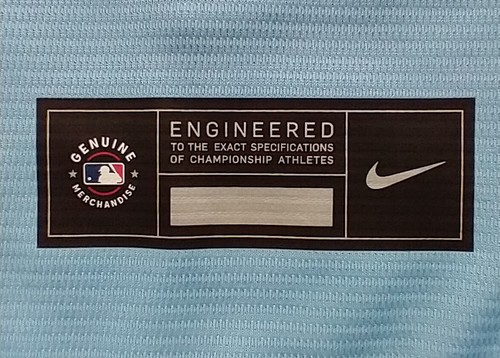 GENUINE
MERCHANDISE
ENGINEERED
TO THE EXACT SPECIFICATIONS
OF CHAMPIONSHIP ATHLETES